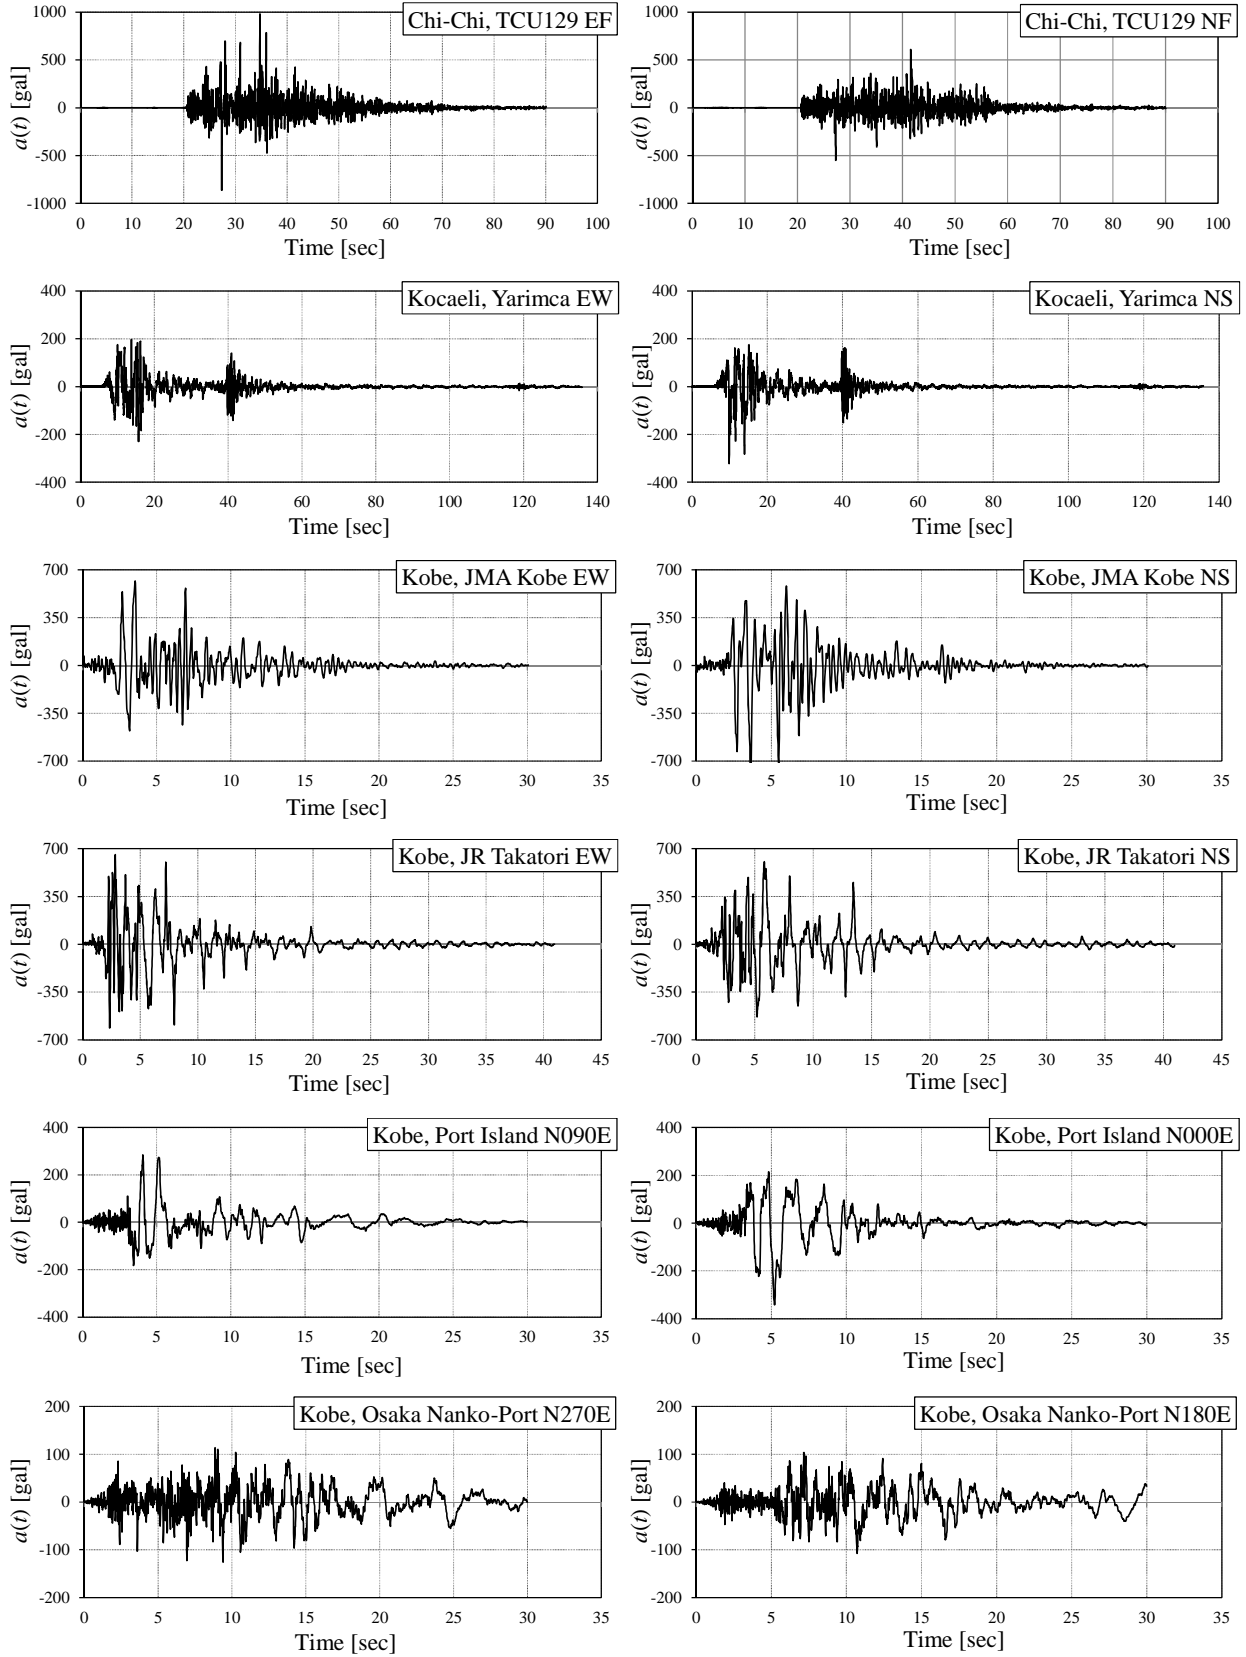 Chi-Chi, TCU129 EF
a(t) [gal]
1000
500
0
-500
-1000
0 10 20 30 40 50 60 70 80 90 100
Time [sec]
Chi-Chi, TCU129 NF
a(t) [gal]
1000
500
0
-500
-1000
0 10 20 30 40 50 60 70 80 90 100
Time [sec]
Kocaeli, Yarimca EW
a(t) [gal]
400
200
0
-200
-400
0 20 40 60 80 100 120 140
Time [sec]
Kocaeli, Yarimca NS
a(t) [gal]
400
200
0
-200
-400
0 20 40 60 80 100 120 140
Time [sec]
Kobe, JMA Kobe EW
a(t) [gal]
700
350
0
-350
-700
0 5 10 15 20 25 30 35
Time [sec]
Kobe, JMA Kobe NS
a(t) [gal]
700
350
0
-350
-700
0 5 10 15 20 25 30 35
Time [sec]
Kobe, JR Takatori EW
a(t) [gal]
700
350
0
-350
-700
0 5 10 15 20 25 30 35 40 45
Time [sec]
Kobe, JR Takatori NS
a(t) [gal]
700
350
0
-350
-700
0 5 10 15 20 25 30 35 40 45
Time [sec]
Kobe, Port Island N090E
a(t) [gal]
400
200
0
-200
-400
0 5 10 15 20 25 30 35
Time [sec]
Kobe, Port Island N000E
a(t) [gal]
400
200
0
-200
-400
0 5 10 15 20 25 30 35
Time [sec]
Kobe, Osaka Nanko-Port N270E
a(t) [gal]
200
100
0
-100
-200
0 5 10 15 20 25 30 35
Time [sec]
Kobe, Osaka Nanko-Port N180E
a(t) [gal]
200
100
0
-100
-200
0 5 10 15 20 25 30 35
Time [sec]